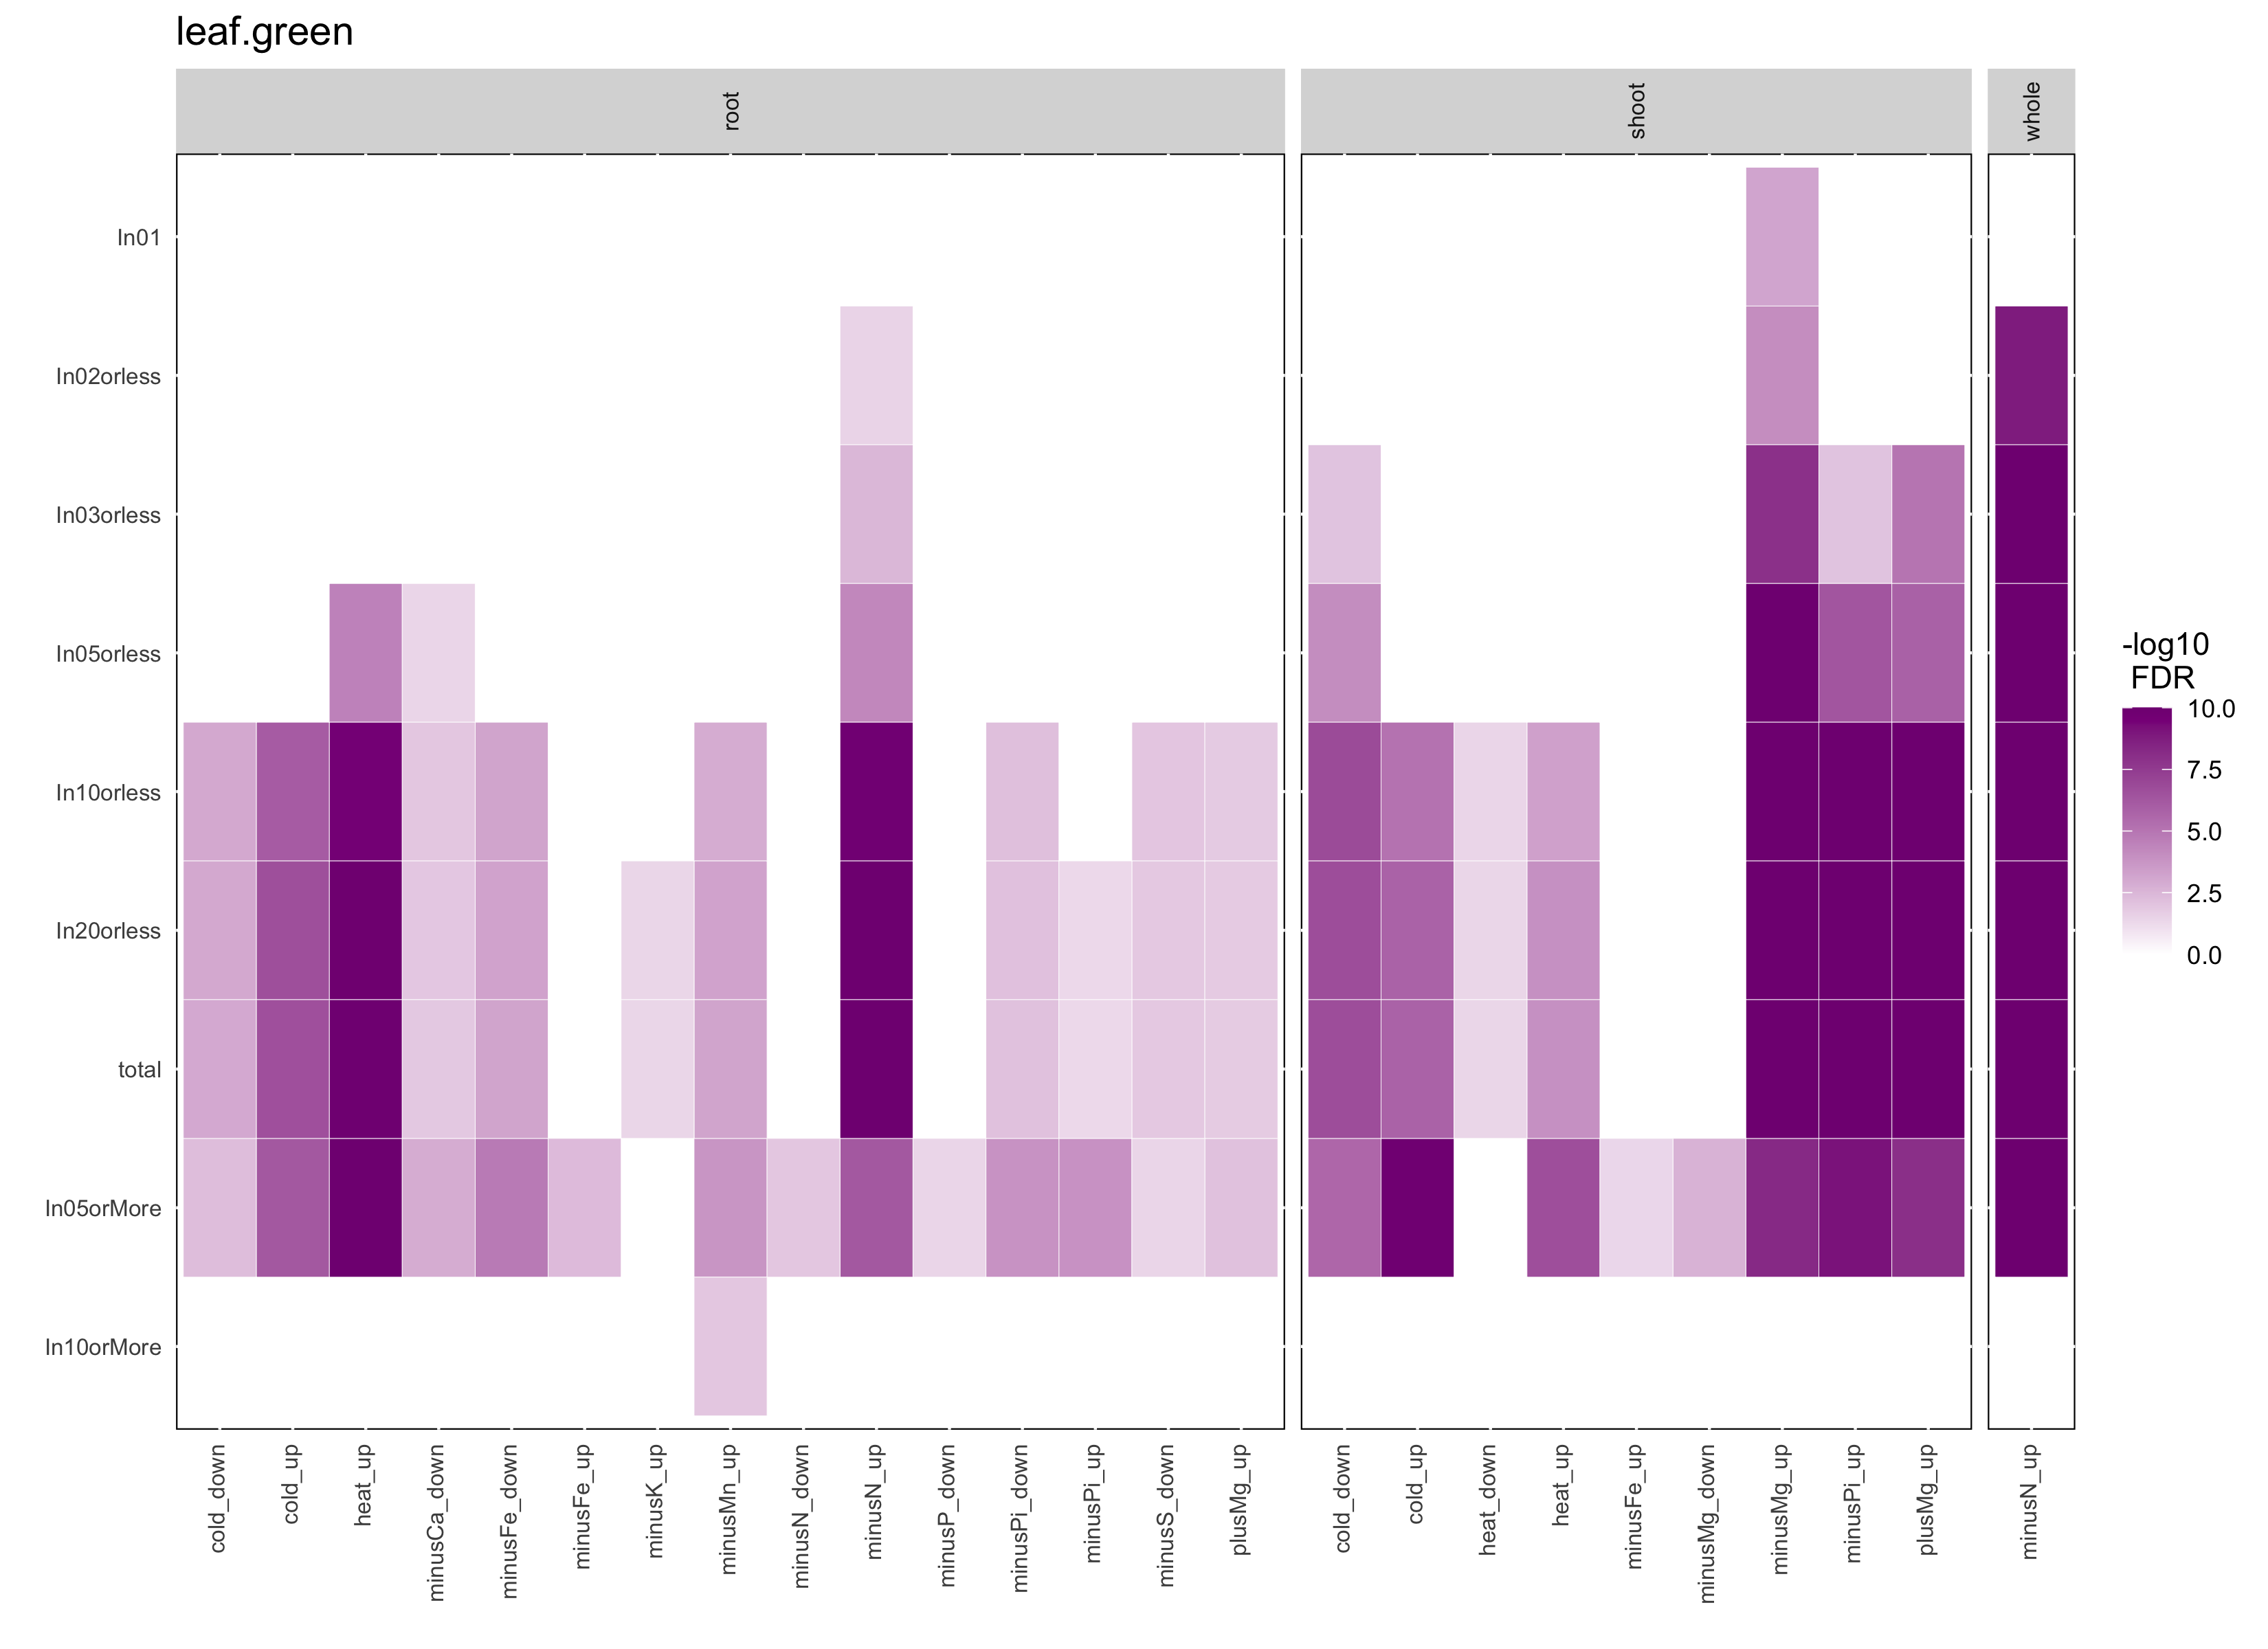 leaf.green
root
shoot
whole
In01
In02orless
In03orless
In05orless
In10orless
In20orless
total
In05orMore
In10orMore
cold_down
cold_up
heat_up
minusCa_down
minusFe_down
minusFe_up
minusK_up
minusMn_up
minusN_down
minusN_up
minusP_down
minusPi_down
minusPi_up
minusS_down
plusMg_up
cold_down
cold_up
heat_down
heat_up
minusFe_up
minusMg_down
minusMg_up
minusPi_up
plusMg_up
minusN_up
-log10
FDR
10.0
7.5
5.0
2.5
0.0